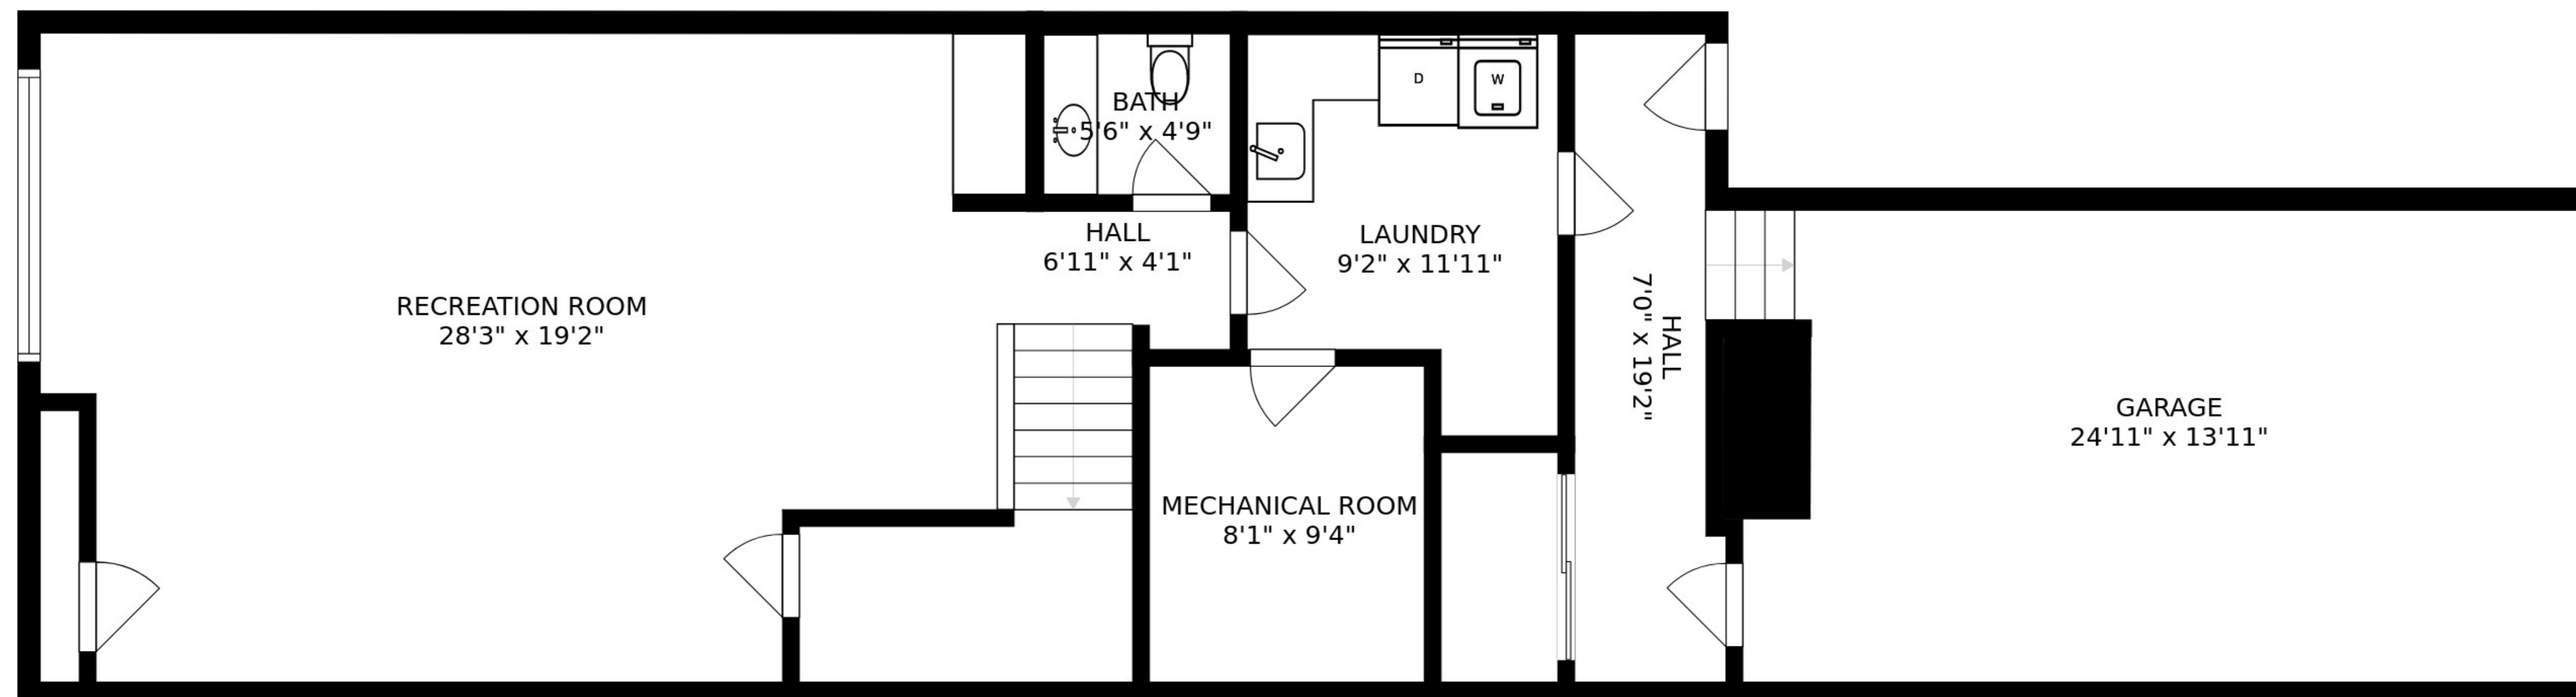 BATH
5'6" x 4'9"
D
W
HALL
6'11" x 4'1"
LAUNDRY
9'2" x 11'11"
RECREATION ROOM
28'3" x 19'2"
HALL
7'0" x 19'2"
GARAGE
24'11" x 13'11"
MECHANICAL ROOM
8'1" x 9'4"